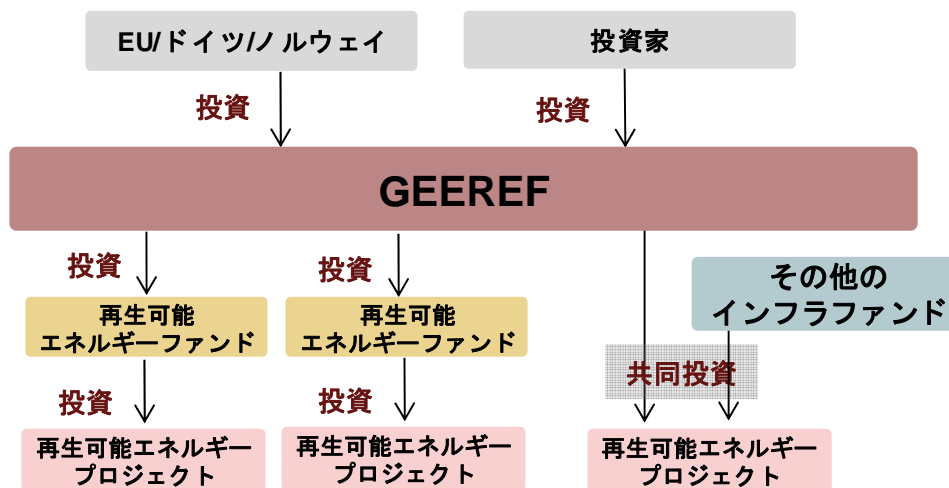 EU/ドイツ/ノルウェイ
投資家
投資
投資
GEEREF
投資
投資
その他の
インフラファンド
再生可能
エネルギーファンド
再生可能
エネルギーファンド
共同投資
投資
投資
再生可能エネルギー
プロジェクト
再生可能エネルギー
プロジェクト
再生可能エネルギー
プロジェクト